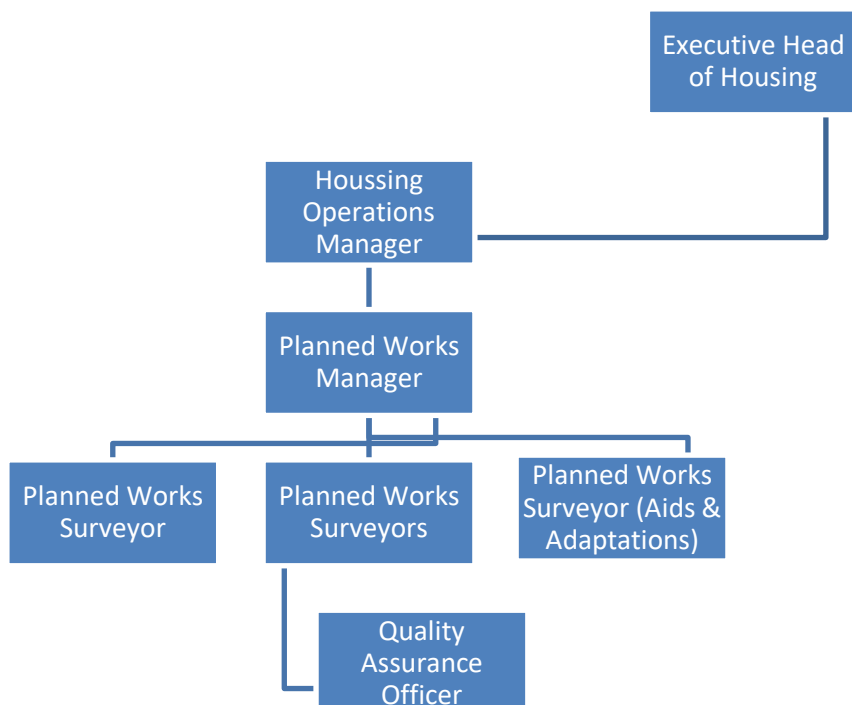 Executive Head
of Housing
Houssing
Operations
Manager
Planned Works
Manager
Planned Works
Surveyor
Planned Works
Surveyors
Planned Works
Surveyor (Aids &
Adaptations)
Quality
Assurance
Officer